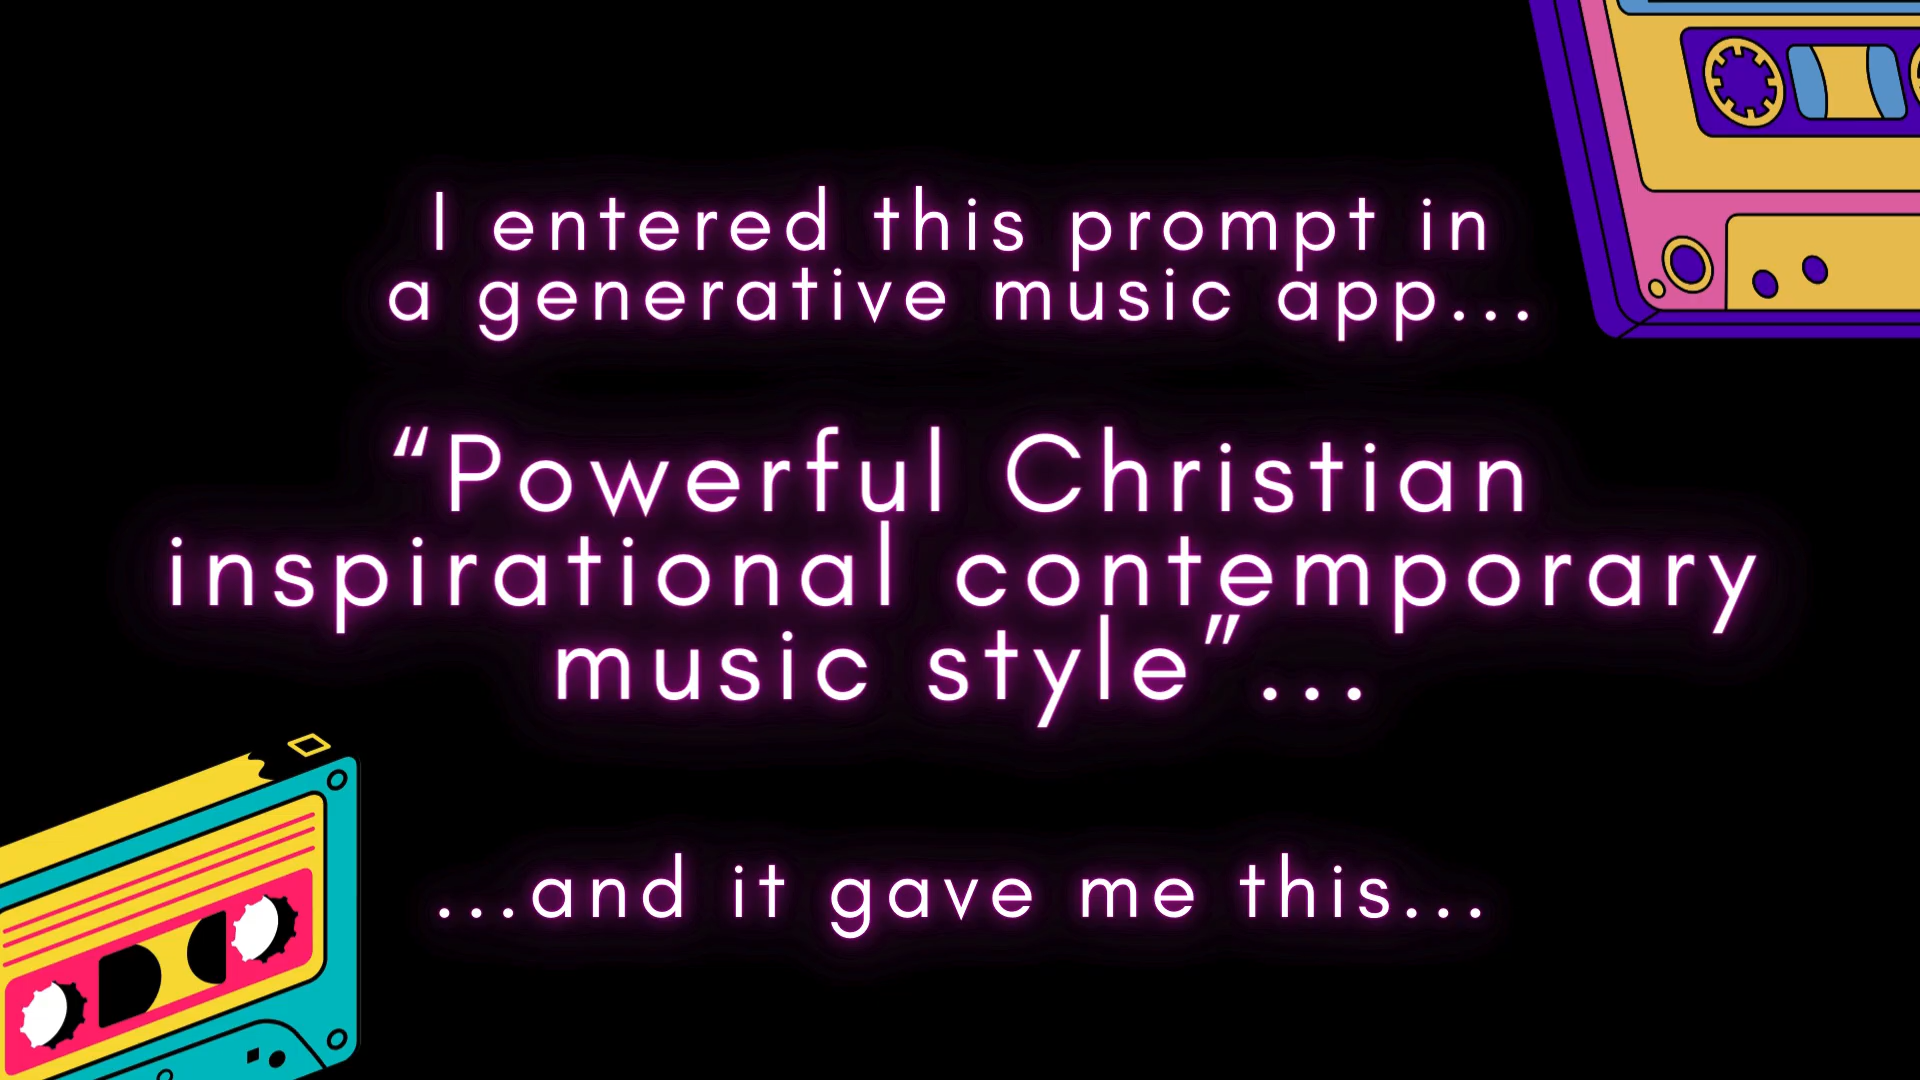 I entered this prompt in
a generative music app...
“Powerful Christian
inspirational contemporary
music style”...
...and it gave me this...